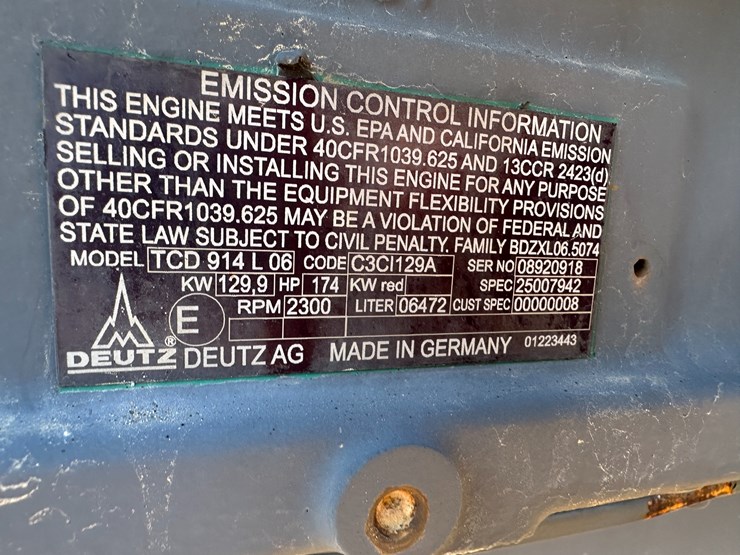 EMISSION CONTROL INFORMATION
THIS ENGINE MEETS U.S. EPA AND CALIFORNIA EMISSION
STANDARDS UNDER 40CFR1039.625 AND 13CCR 2423(d)
SELLING OR INSTALLING THIS ENGINE FOR ANY PURPOSE
OTHER THAN THE EQUIPMENT FLEXIBILITY PROVISIONS
OF 40CFR1039.625 MAY BE A VIOLATION OF FEDERAL AND
STATE LAW SUBJECT TO CIVIL PENALTY. FAMILY BDZXL06.5074
MODEL TCD 914 L 06 CODE C3CI129A SER NO 08920918
KW 129,9 HP 174 KW red SPEC 25007942
E RPM 2300 LITER 06472 CUST SPEC 00000008
DEUTZ ® DEUTZ AG MADE IN GERMANY 01223443